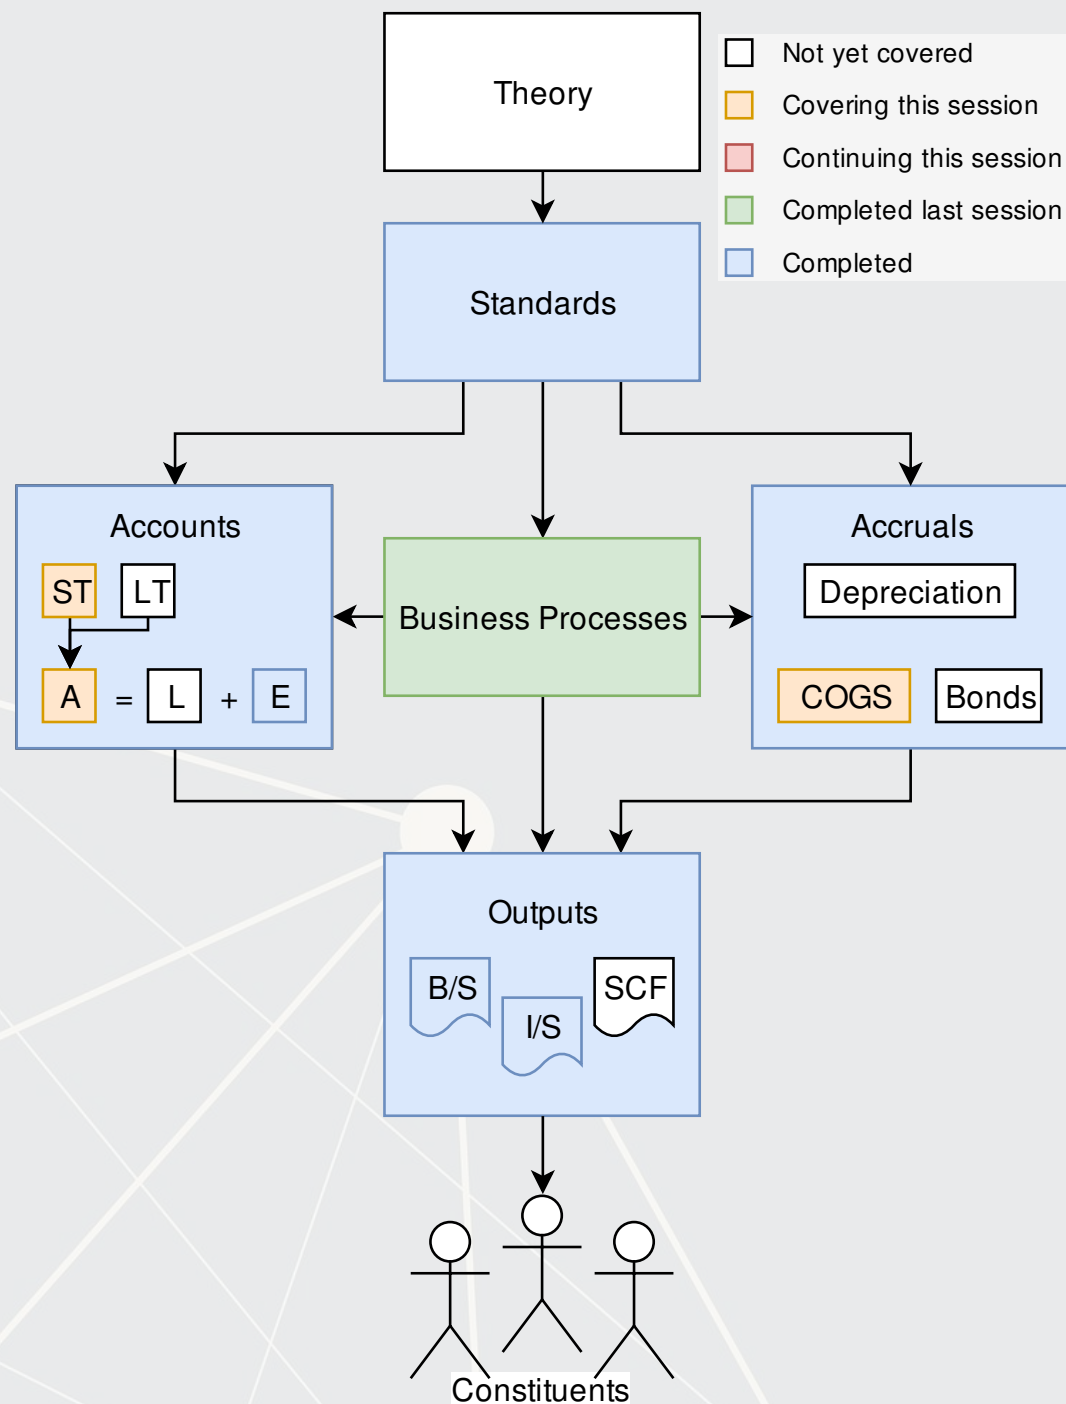 Theory
Not yet covered
Covering this session
Continuing this session
Completed last session
Completed
Standards
Accounts
ST LT
A = L + E
Business Processes
Accruals
Depreciation
COGS Bonds
Outputs
B/S I/S SCF
Constituents